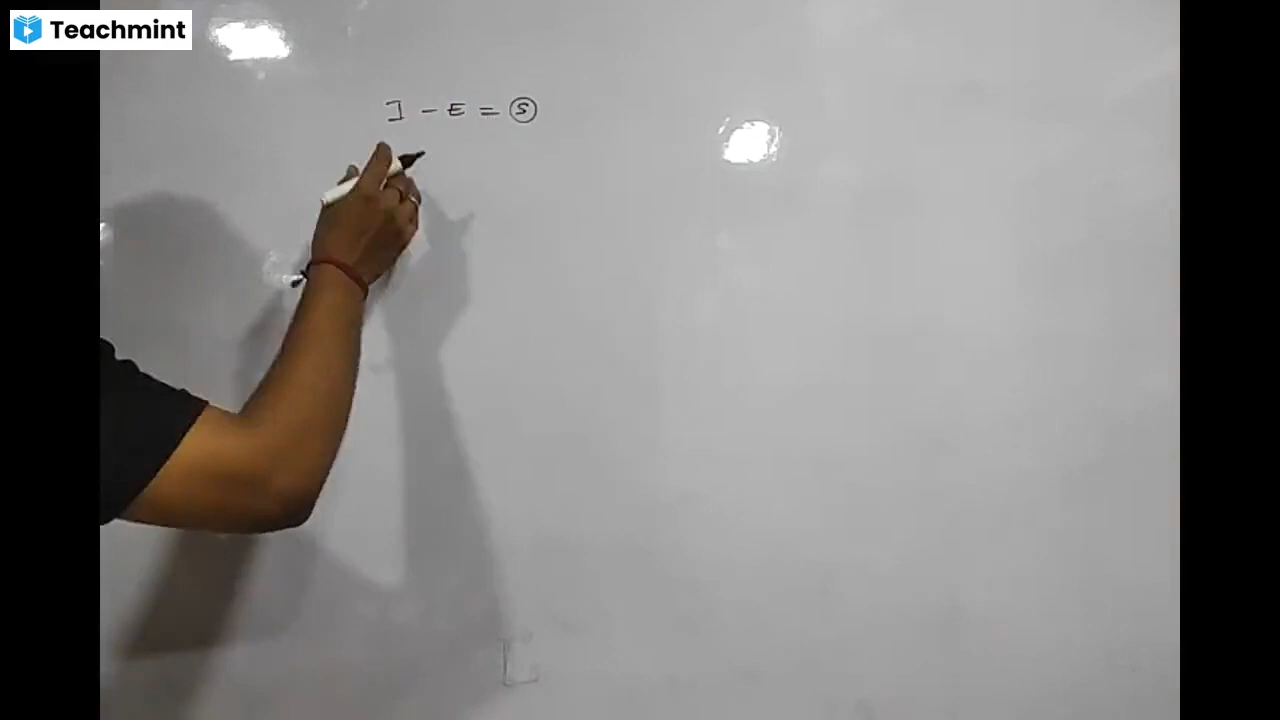 Teachmint
I - E = S